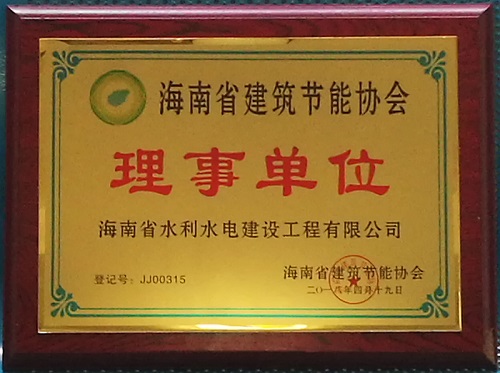 海南省建筑节能协会
理事单位
海南省水利水电建设工程有限公司
登记号：JJ00315
海南省建筑节能协会
二〇一八年四月十九日